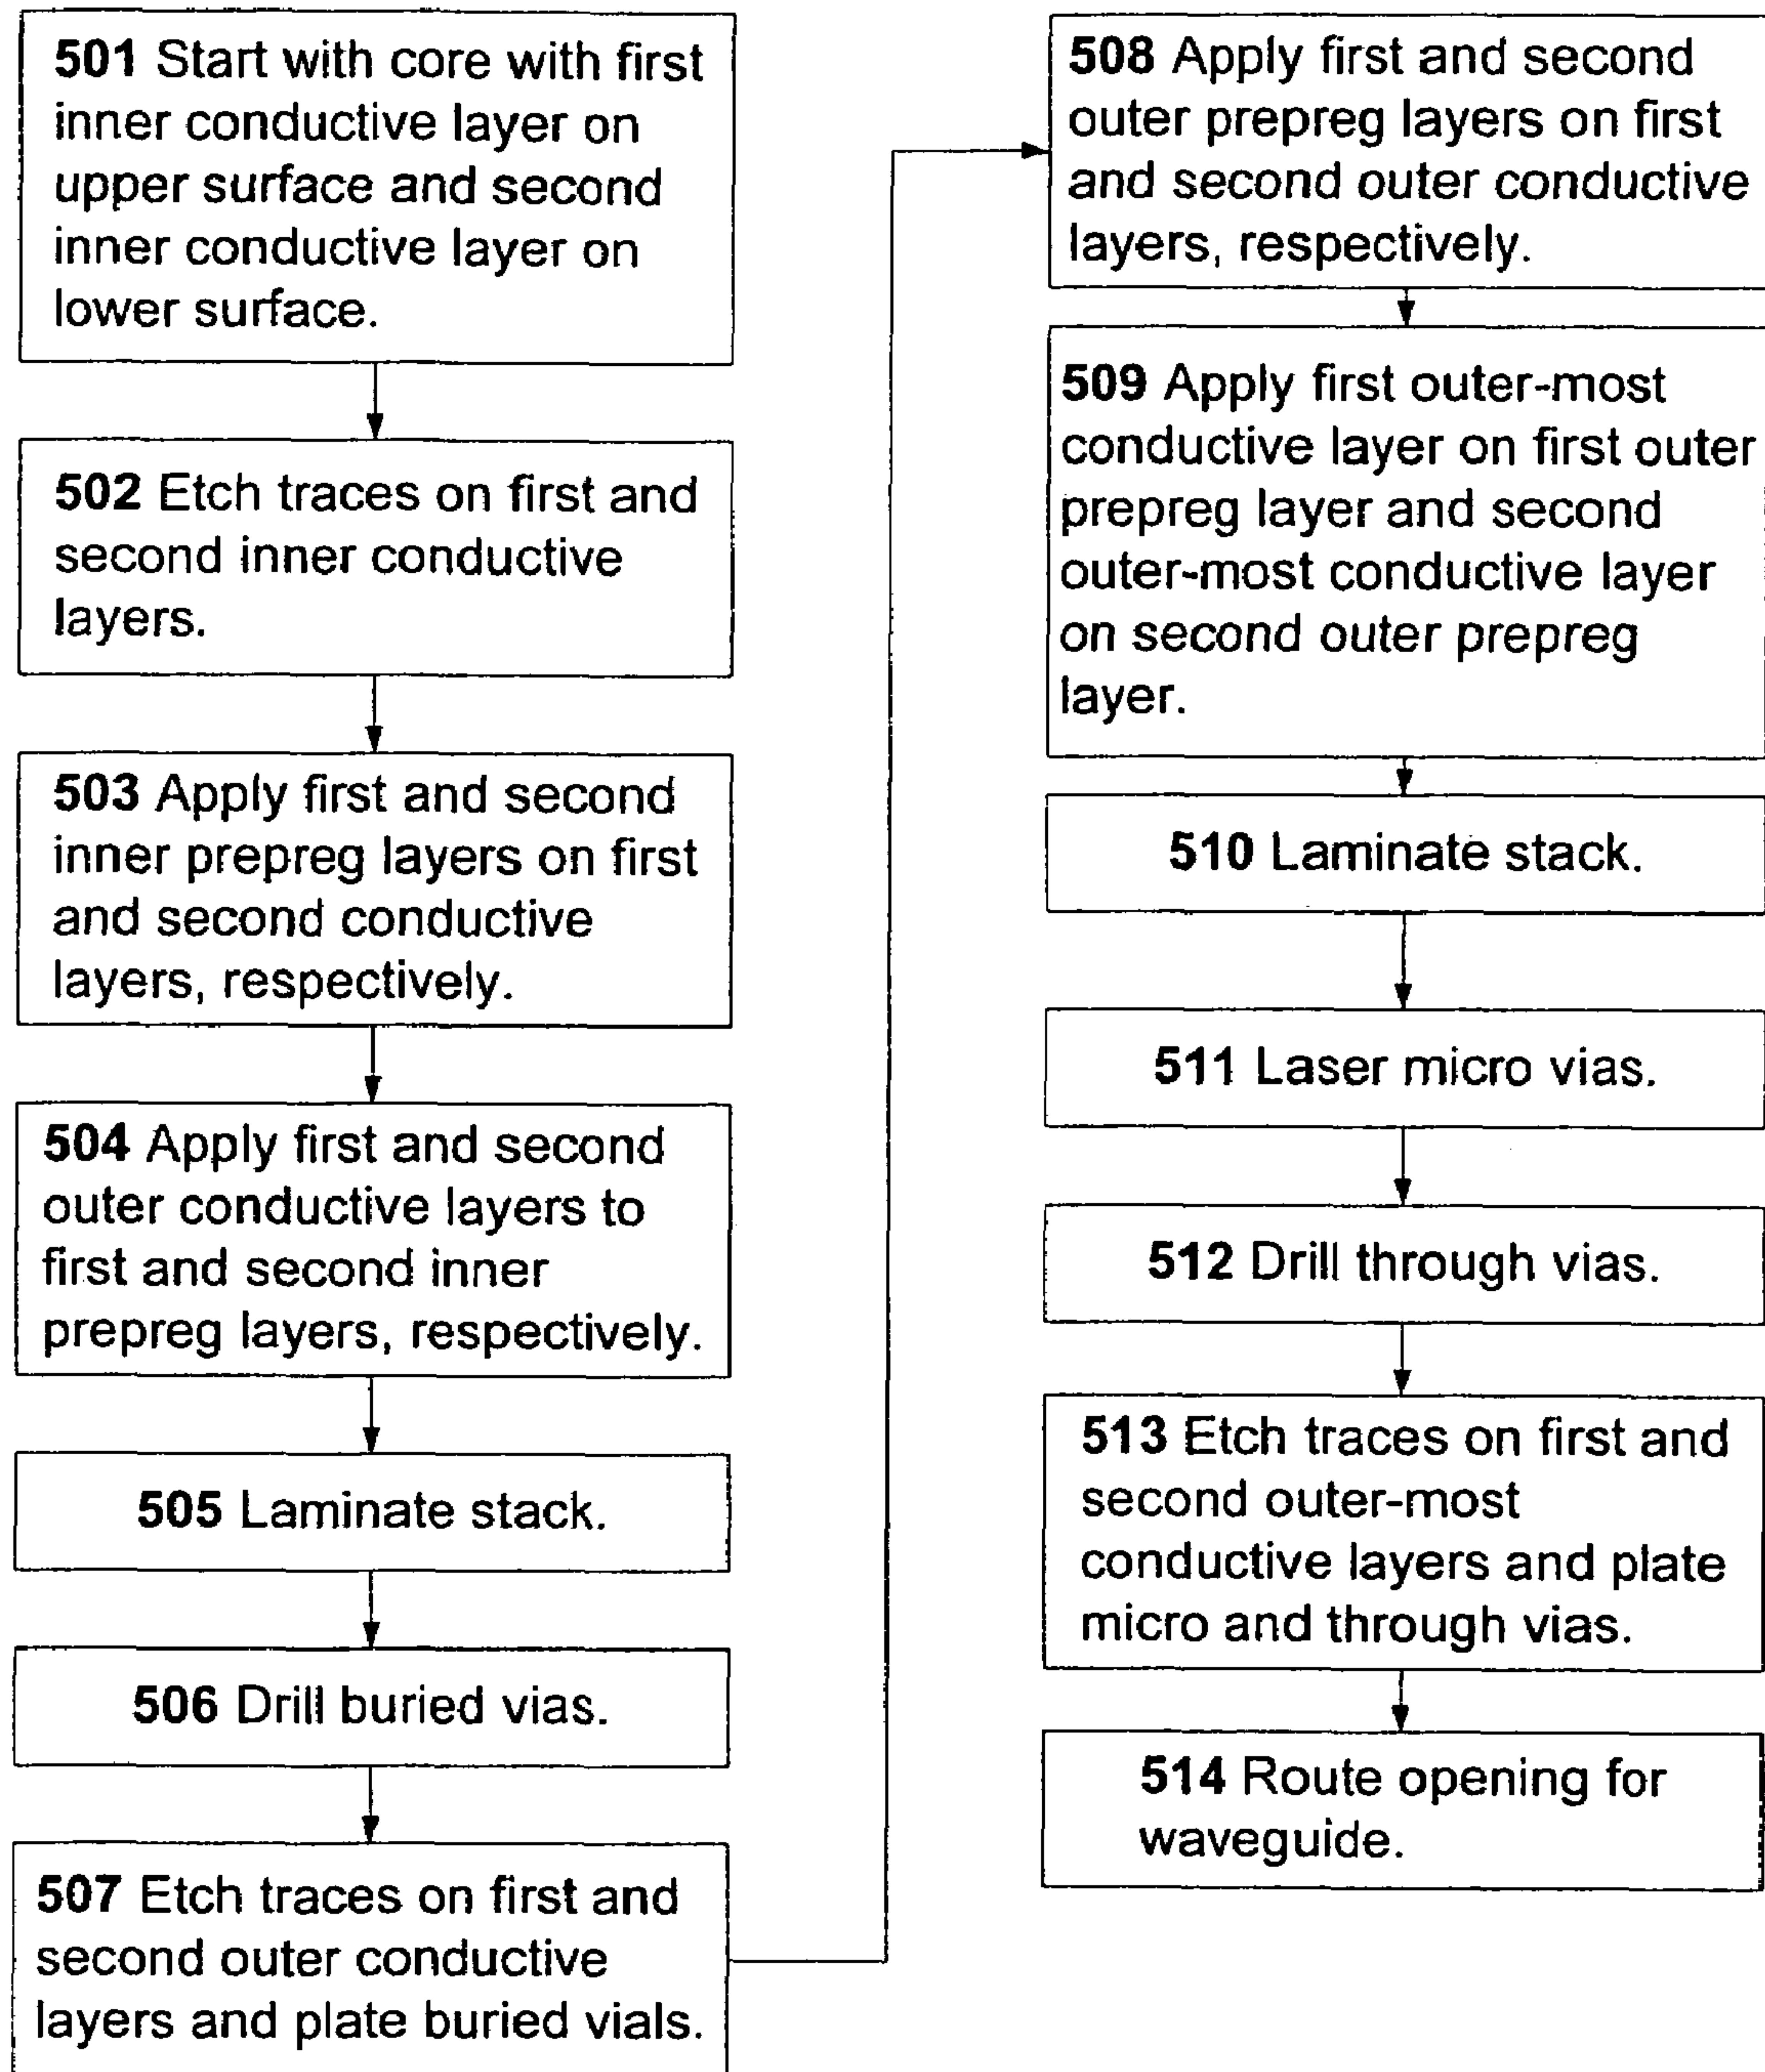 501 Start with core with first
inner conductive layer on
upper surface and second
inner conductive layer on
lower surface.
502 Etch traces on first and
second inner conductive
layers.
503 Apply first and second
inner prepreg layers on first
and second conductive
layers, respectively.
504 Apply first and second
outer conductive layers to
first and second inner
prepreg layers, respectively.
505 Laminate stack.
506 Drill buried vias.
507 Etch traces on first and
second outer conductive
layers and plate buried vials.
508 Apply first and second
outer prepreg layers on first
and second outer conductive
layers, respectively.
509 Apply first outer-most
conductive layer on first outer
prepreg layer and second
outer-most conductive layer
on second outer prepreg
layer.
510 Laminate stack.
511 Laser micro vias.
512 Drill through vias.
513 Etch traces on first and
second outer-most
conductive layers and plate
micro and through vias.
514 Route opening for
waveguide.